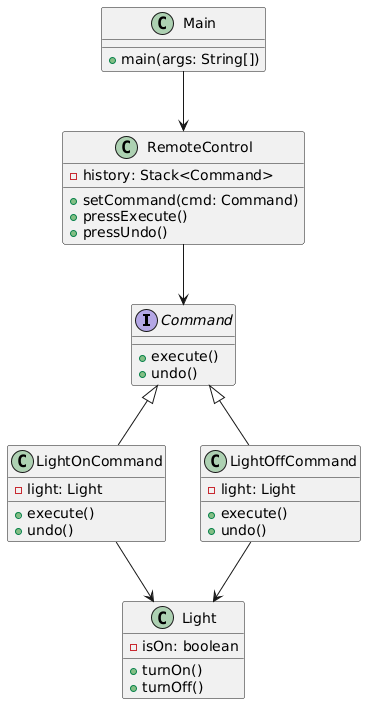 C Main
main(args: String[])
C RemoteControl
history: Stack<Command>
setCommand(cmd: Command)
pressExecute()
pressUndo()
I Command
execute()
undo()
C LightOnCommand
light: Light
execute()
undo()
C LightOffCommand
light: Light
execute()
undo()
C Light
isOn: boolean
turnOn()
turnOff()